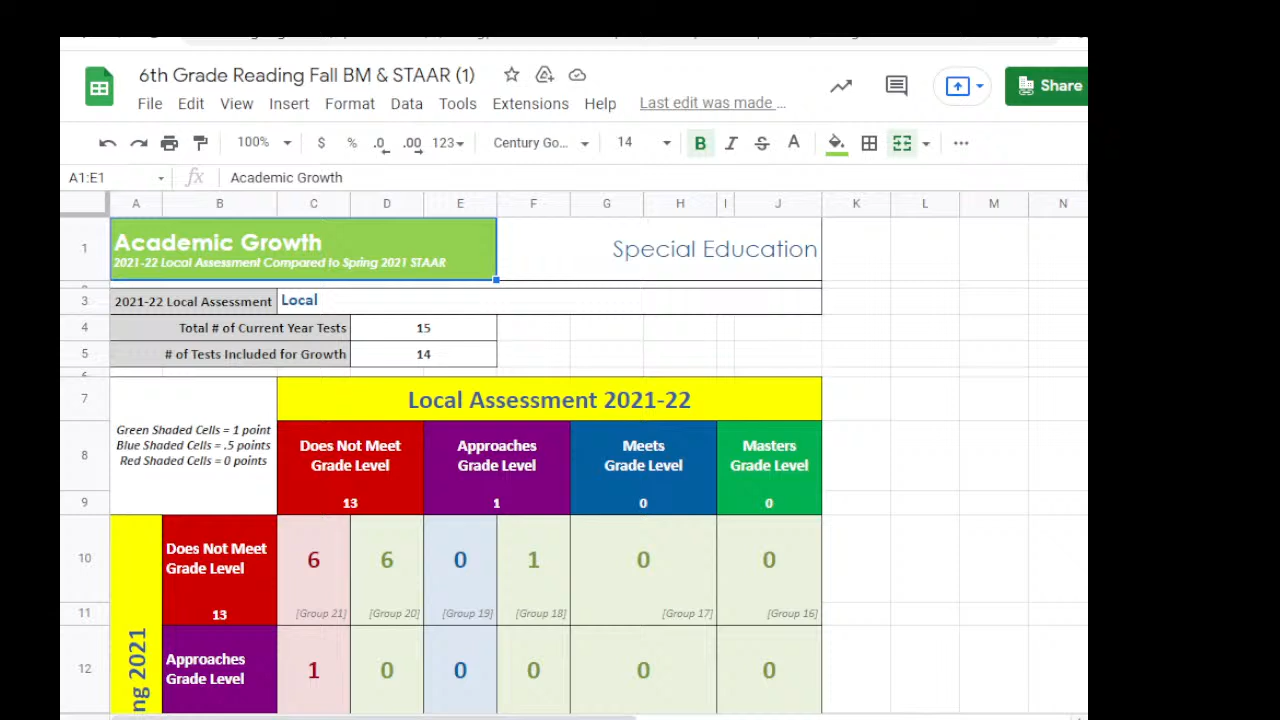 6th Grade Reading Fall BM & STAAR (1)
File Edit View Insert Format Data Tools Extensions Help Last edit was made ...
Share
100% $ % .0 .00 123 Century Go... 14 B I S A ...
A1:E1 fx Academic Growth
A B C D E F G H I J K L M N
1 Academic Growth Special Education
2021-22 Local Assessment Compared to Spring 2021 STAAR
3 2021-22 Local Assessment Local
4 Total # of Current Year Tests 15
5 # of Tests Included for Growth 14
7 Local Assessment 2021-22
Green Shaded Cells = 1 point
Blue Shaded Cells = .5 points
Red Shaded Cells = 0 points
8 Does Not Meet Grade Level Approaches Grade Level Meets Grade Level Masters Grade Level
9 13 1 0 0
10 Does Not Meet Grade Level 6 6 0 1 0 0
11 13 [Group 21] [Group 20] [Group 19] [Group 18] [Group 17] [Group 16]
12 Approaches Grade Level 1 0 0 0 0 0
ng 2021